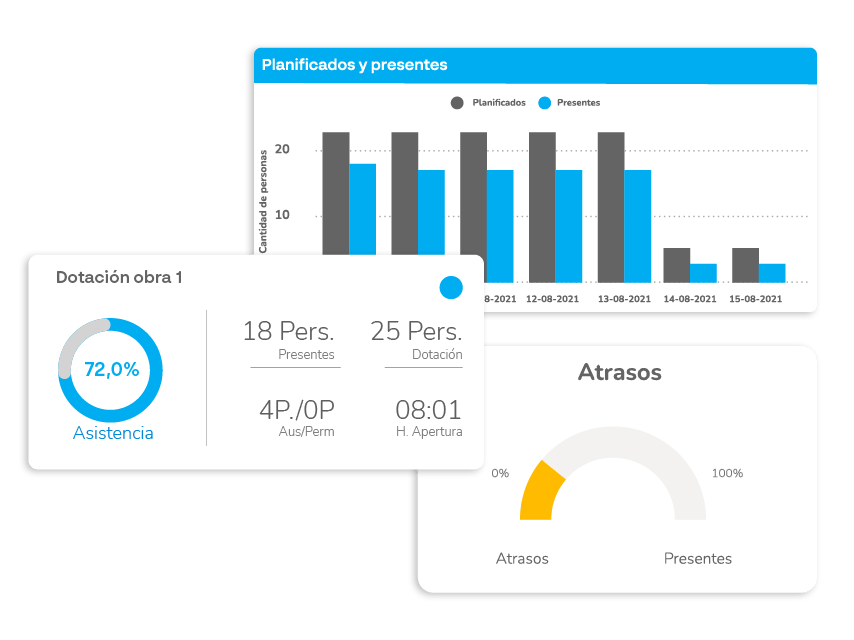 Planificados y presentes
Planificados Presentes
Cantidad de personas
20
10
8-2021 12-08-2021 13-08-2021 14-08-2021 15-08-2021
Dotación obra 1
72,0%
Asistencia
18 Pers.
Presentes
25 Pers.
Dotación
4P./0P
Aus/Perm
08:01
H. Apertura
Atrasos
0%
100%
Atrasos
Presentes